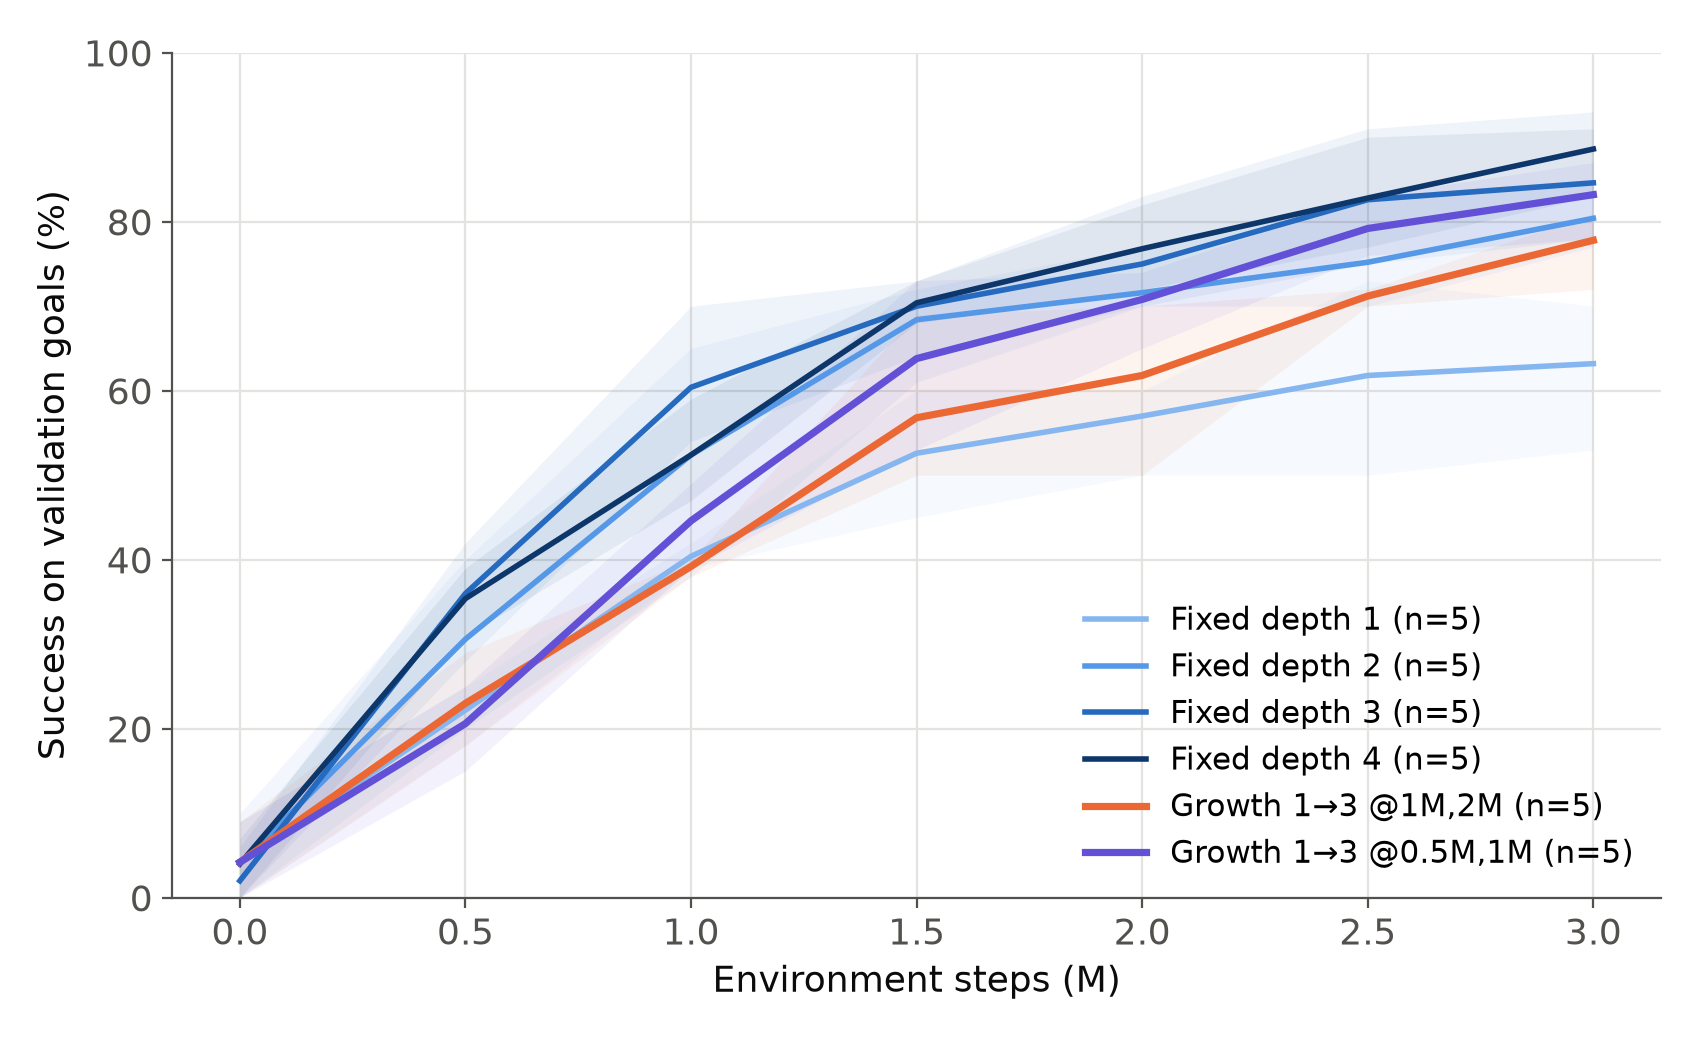 100
80
60
40
20
0
Success on validation goals (%)
Fixed depth 1 (n=5)
Fixed depth 2 (n=5)
Fixed depth 3 (n=5)
Fixed depth 4 (n=5)
Growth 1→3 @1M,2M (n=5)
Growth 1→3 @0.5M,1M (n=5)
0.0 0.5 1.0 1.5 2.0 2.5 3.0
Environment steps (M)